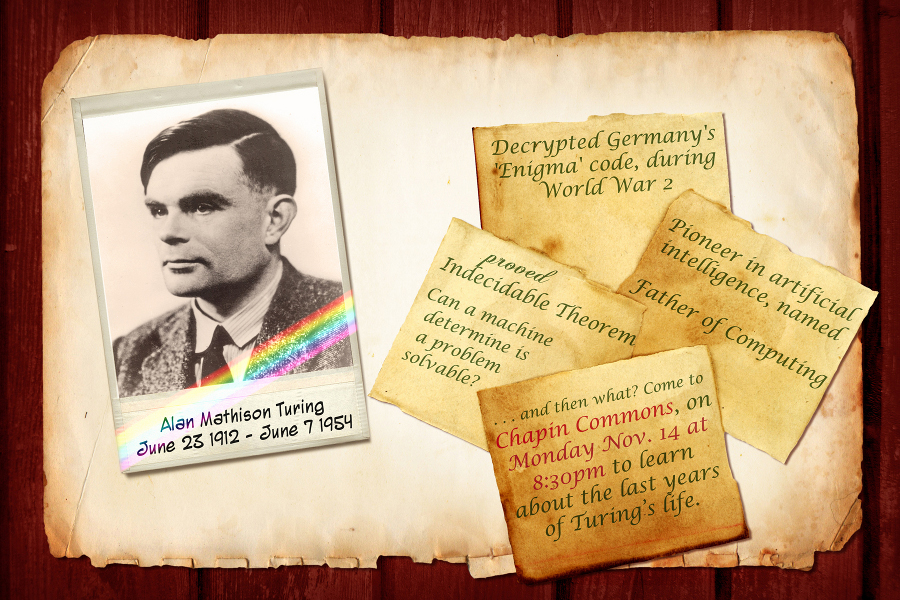 Alan Mathison Turing
June 23 1912 - June 7 1954
Decrypted Germany's
'Enigma' code, during
World War 2
Pioneer in artificial
intelligence, named
Father of Computing
proved
Indecidable Theorem
Can a machine
determine is
a problem
solvable?
. . . and then what? Come to
Chapin Commons, on
Monday Nov. 14 at
8:30pm to learn
about the last years
of Turing's life.